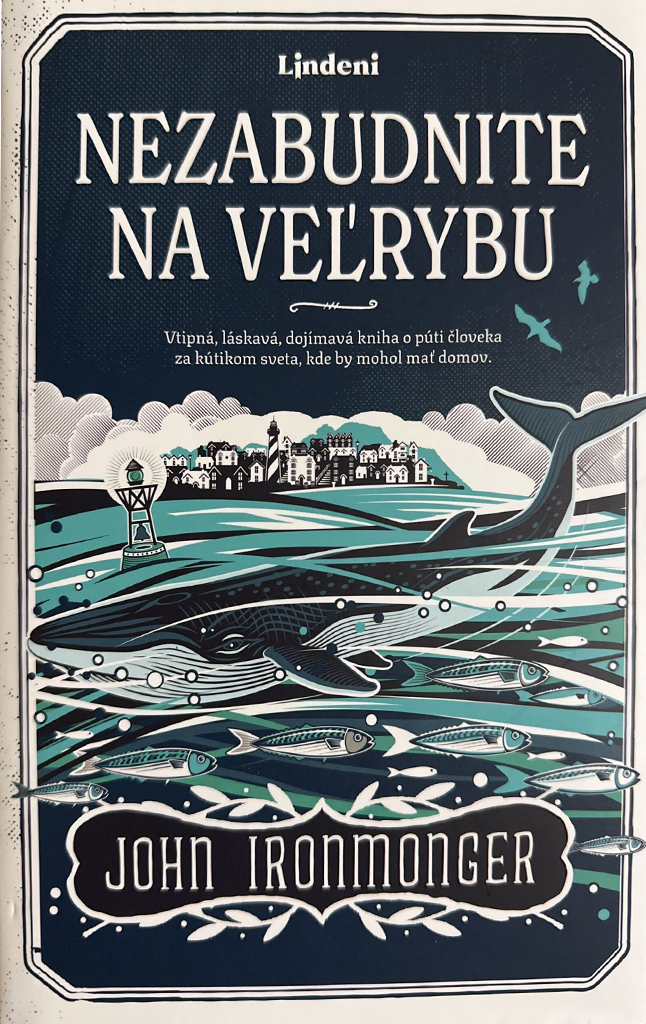 Lindeni
NEZABUDNITE
NA VEĽRYBU
Vtipná, láskavá, dojímavá kniha o púti človeka
za kútikom sveta, kde by mohol mať domov.
JOHN IRONMONGER